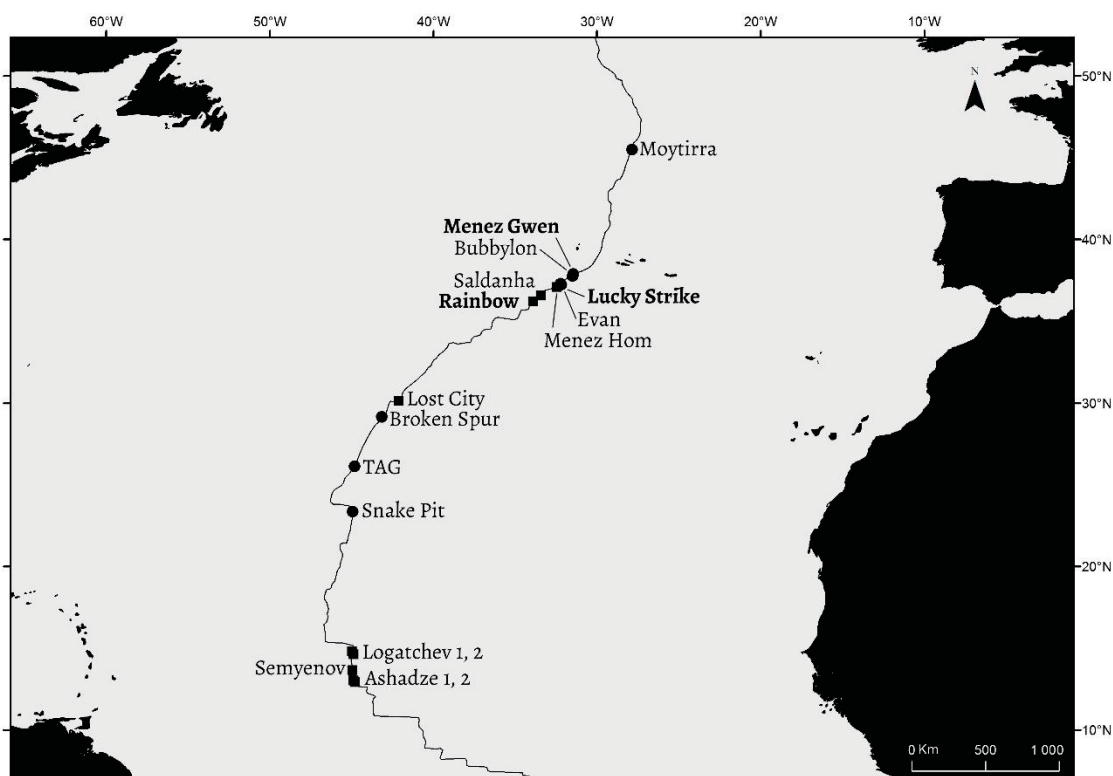 60°W 50°W 40°W 30°W 20°W 10°W
50°N
N
Moytirra
Menez Gwen
40°N
Bubbylon
Saldanha
Rainbow
Lucky Strike
Evan
Menez Hom
Lost City
30°N
Broken Spur
TAG
Snake Pit
20°N
Logatchev 1, 2
Semyenov
Ashadze 1, 2
10°N
0 Km 500 1 000